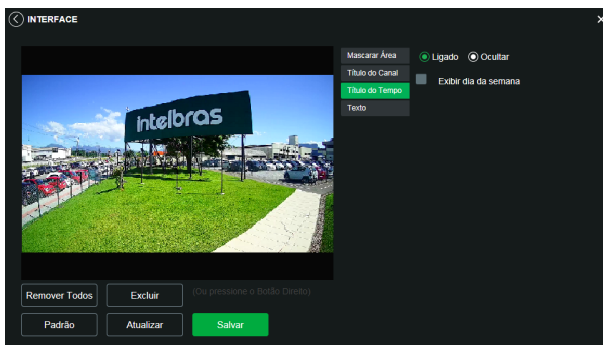 INTERFACE
Mascarar Área
Ligado
Ocultar
Título do Canal
Exibir dia da semana
Título do Tempo
Texto
intelbras
Remover Todos
Excluir
(Ou pressione o Botão Direito)
Padrão
Atualizar
Salvar